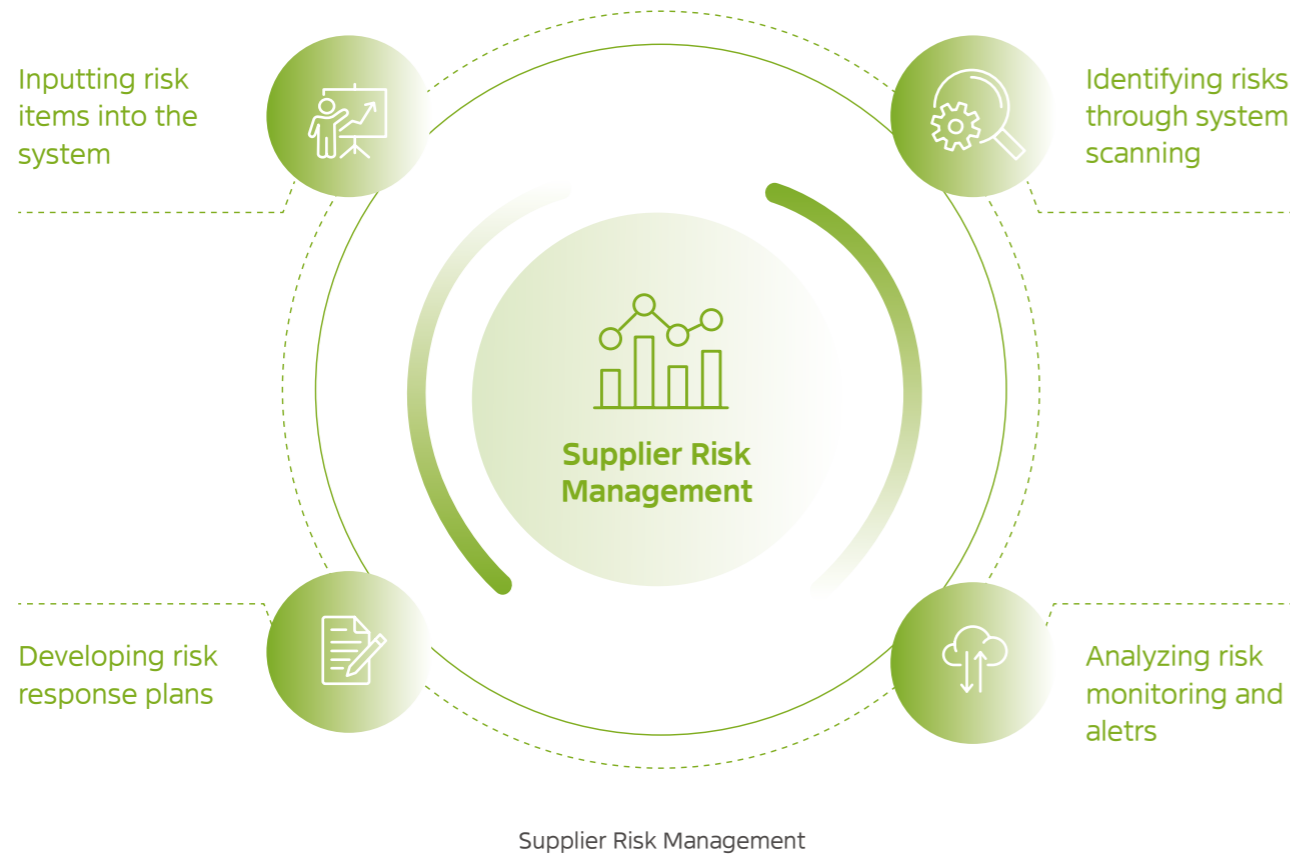 Inputting risk
items into the
system
Identifying risks
through system
scanning
Supplier Risk
Management
Developing risk
response plans
Analyzing risk
monitoring and
aletrs
Supplier Risk Management